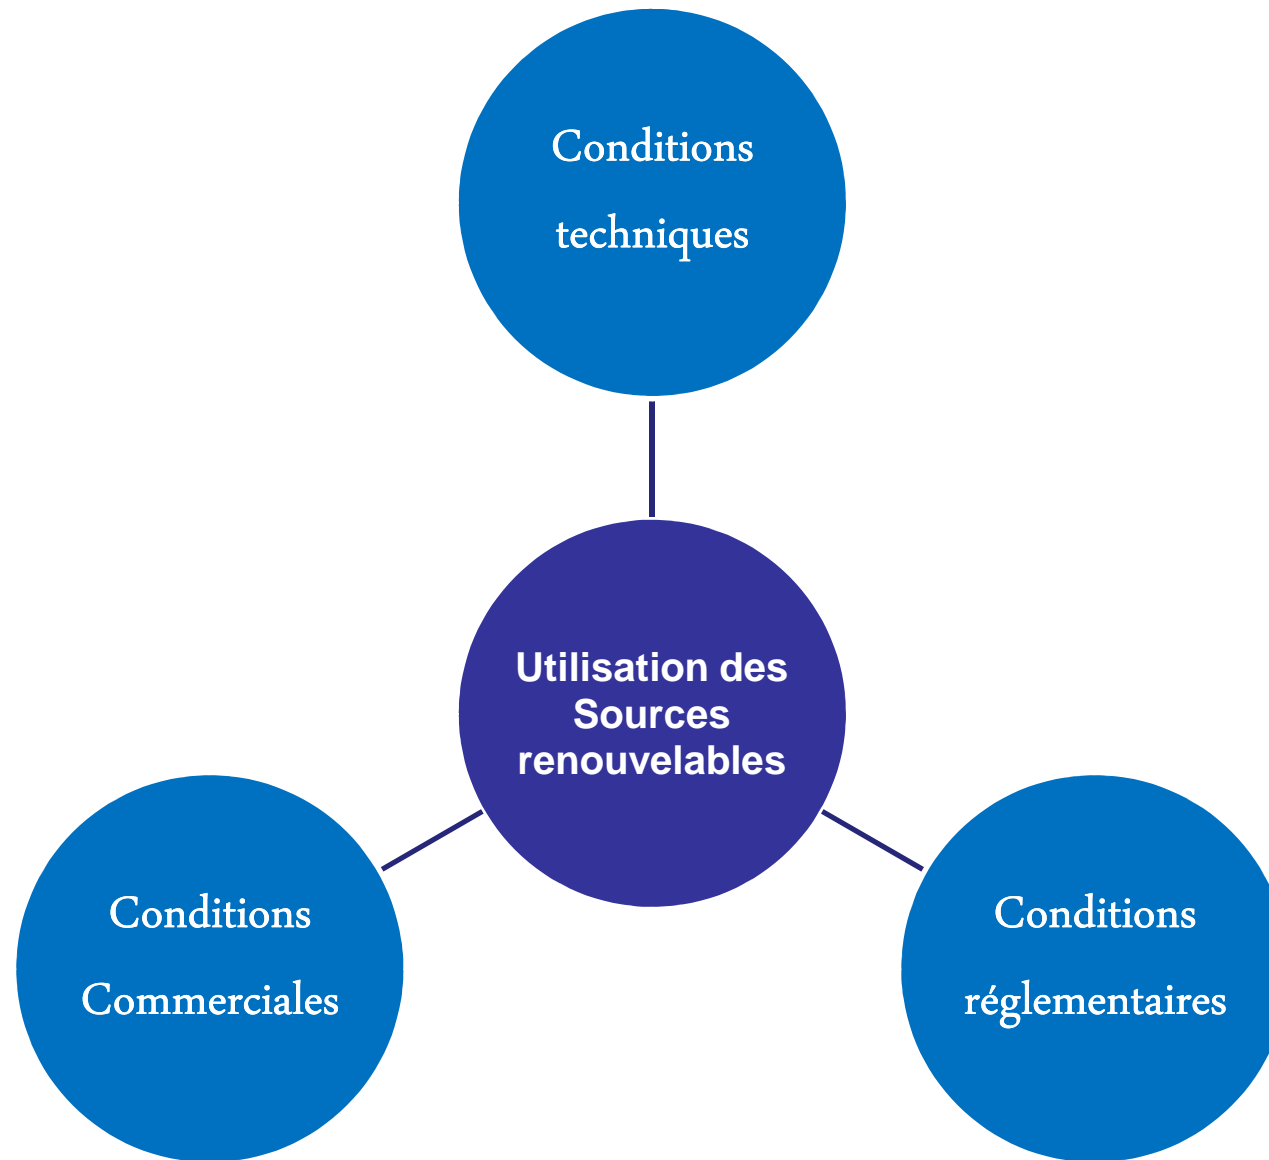 Conditions
techniques
Utilisation des
Sources
renouvelables
Conditions
Commerciales
Conditions
réglementaires